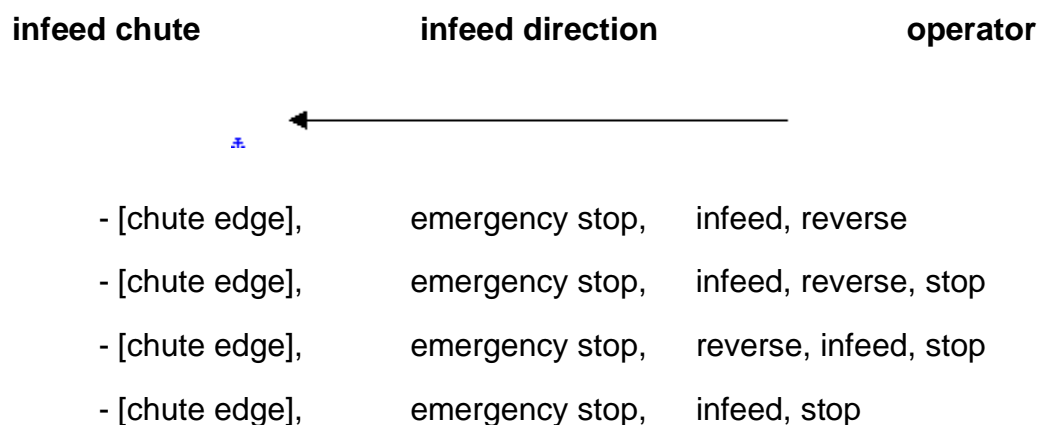 infeed chute infeed direction operator
- [chute edge], emergency stop, infeed, reverse
- [chute edge], emergency stop, infeed, reverse, stop
- [chute edge], emergency stop, reverse, infeed, stop
- [chute edge], emergency stop, infeed, stop